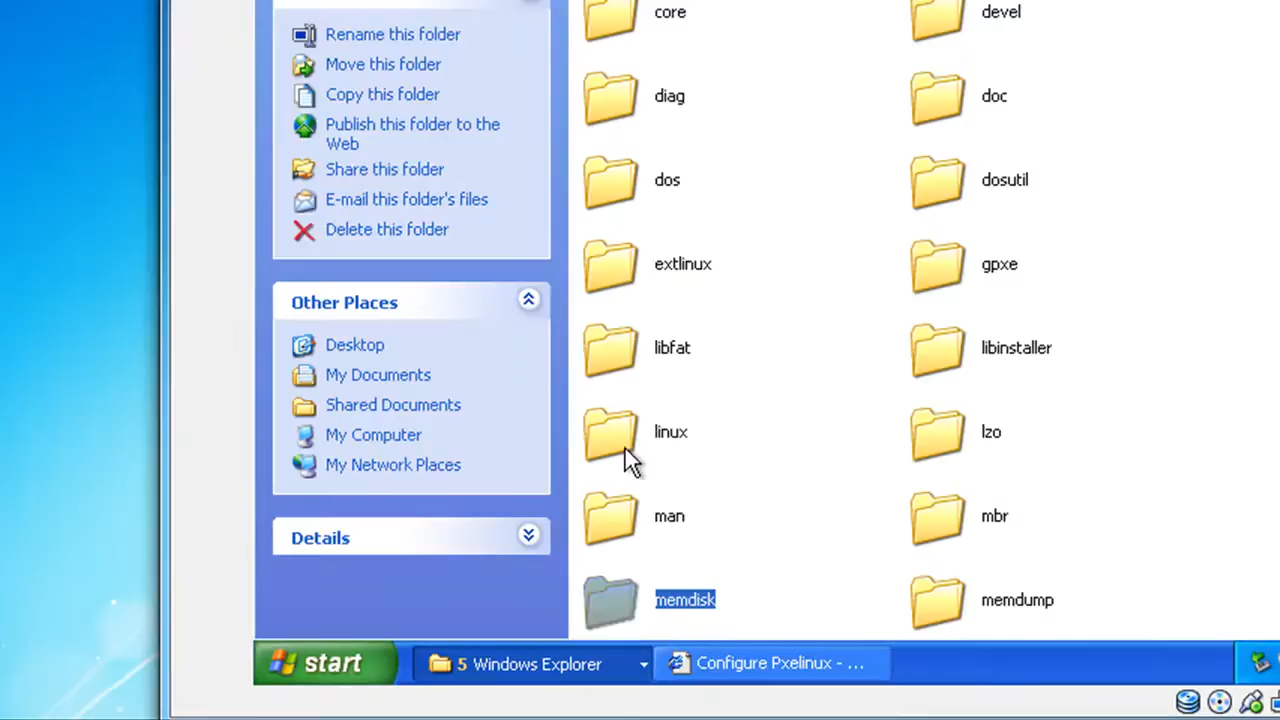 Rename this folder
Move this folder
Copy this folder
Publish this folder to the
Web
Share this folder
E-mail this folder's files
Delete this folder
Other Places
Desktop
My Documents
Shared Documents
My Computer
My Network Places
Details
core
devel
diag
doc
dos
dosutil
extlinux
gpxe
libfat
libinstaller
linux
lzo
man
mbr
memdisk
memdump
start
5 Windows Explorer
Configure Pxelinux - ...